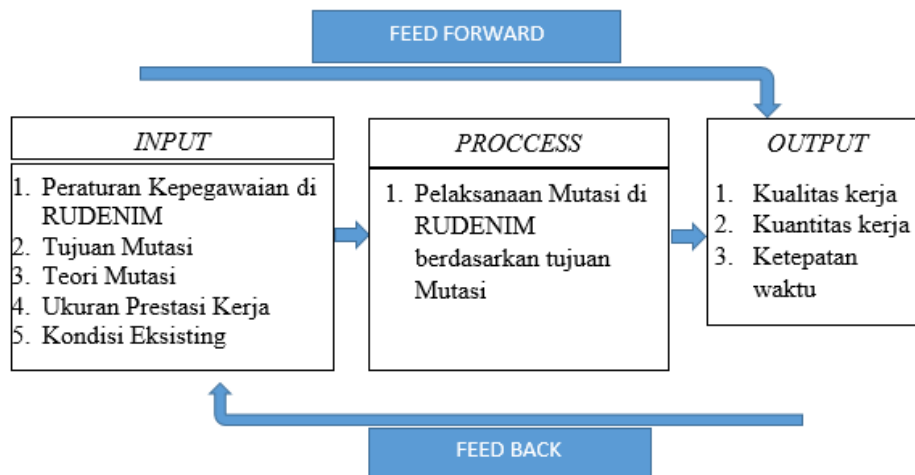 FEED FORWARD
INPUT
1. Peraturan Kepegawaian di
RUDENIM
2. Tujuan Mutasi
3. Teori Mutasi
4. Ukuran Prestasi Kerja
5. Kondisi Eksisting
PROCCESS
1. Pelaksanaan Mutasi di
RUDENIM
berdasarkan tujuan
Mutasi
OUTPUT
1. Kualitas kerja
2. Kuantitas kerja
3. Ketepatan
waktu
FEED BACK